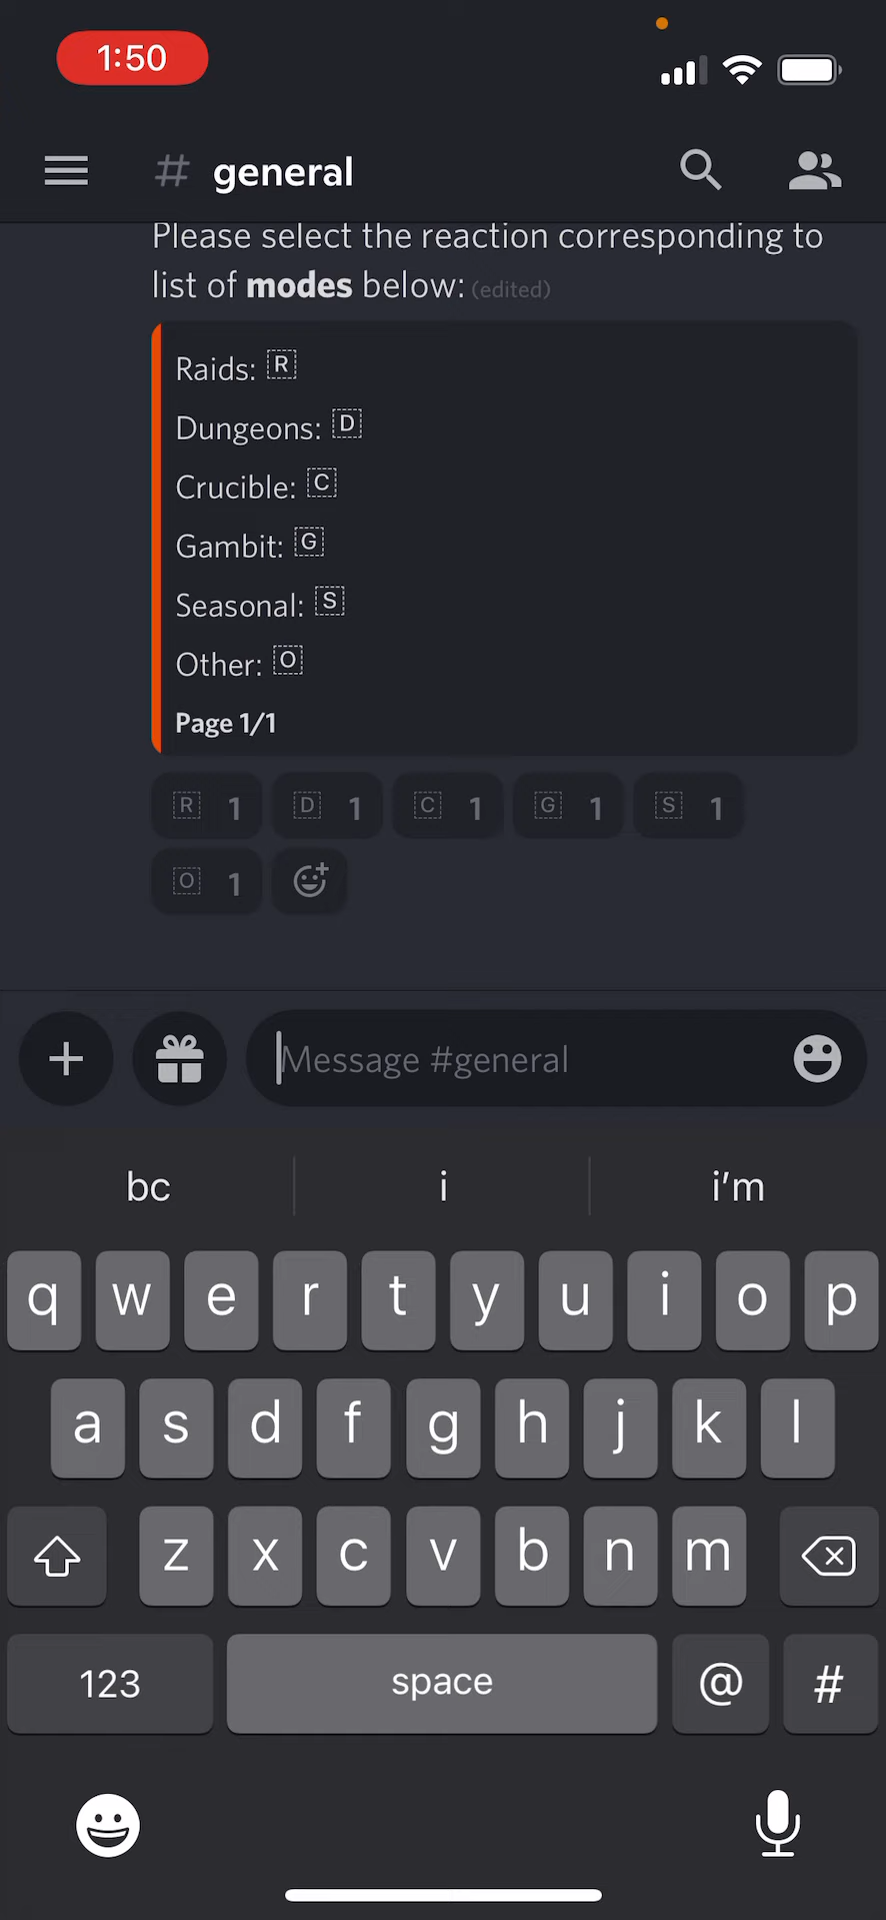 1:50
# general
Please select the reaction corresponding to
list of modes below: (edited)
Raids: R
Dungeons: D
Crucible: C
Gambit: G
Seasonal: S
Other: O
Page 1/1
R 1 D 1 C 1 G 1 S 1
O 1
Message #general
bc i i'm
q w e r t y u i o p
a s d f g h j k l
z x c v b n m
123 space @ #